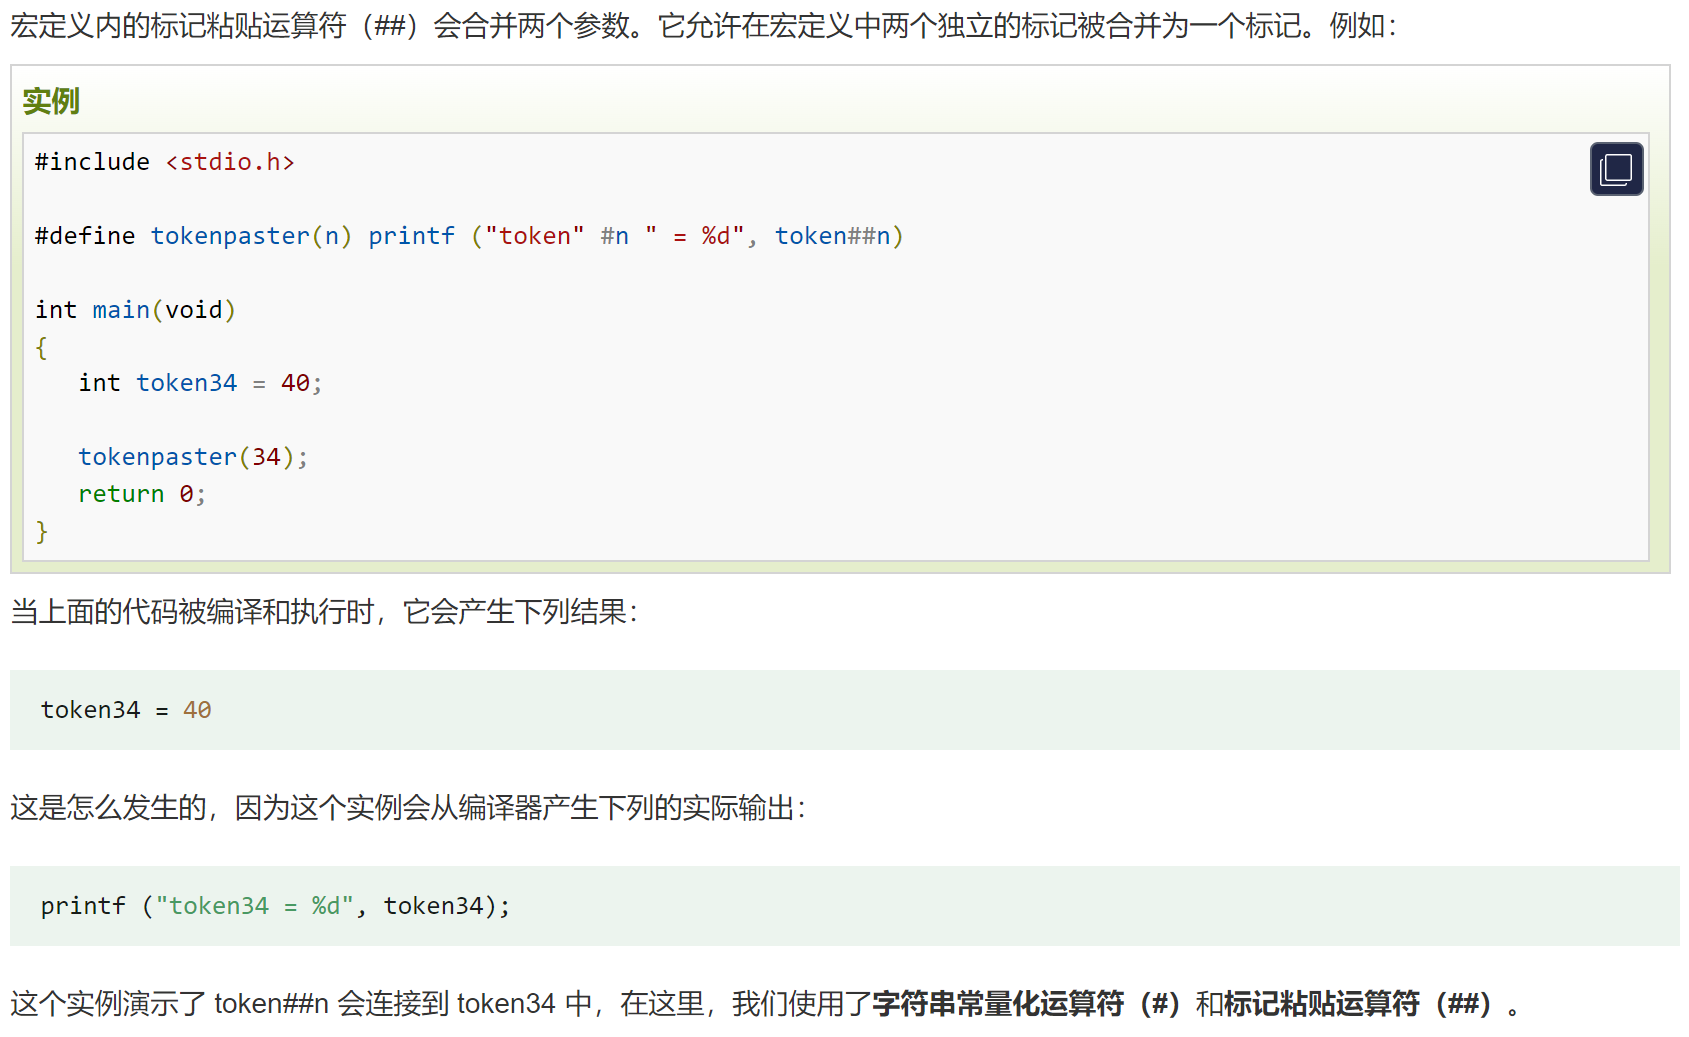 宏定义内的标记粘贴运算符（##）会合并两个参数。它允许在宏定义中两个独立的标记被合并为一个标记。例如：
实例
#include <stdio.h>
#define tokenpaster(n) printf ("token" #n " = %d", token##n)
int main(void)
{
   int token34 = 40;
   tokenpaster(34);
   return 0;
}
当上面的代码被编译和执行时，它会产生下列结果：
token34 = 40
这是怎么发生的，因为这个实例会从编译器产生下列的实际输出：
printf ("token34 = %d", token34);
这个实例演示了 token##n 会连接到 token34 中，在这里，我们使用了字符串常量化运算符（#）和标记粘贴运算符（##）。